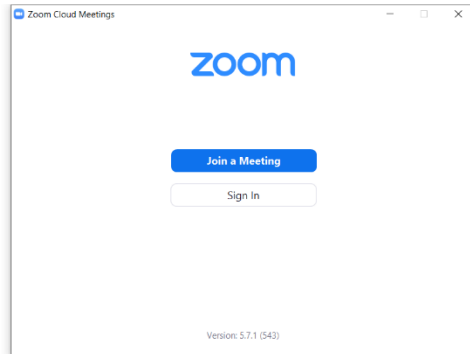 Zoom Cloud Meetings
zoom
Join a Meeting
Sign In
Version: 5.7.1 (543)